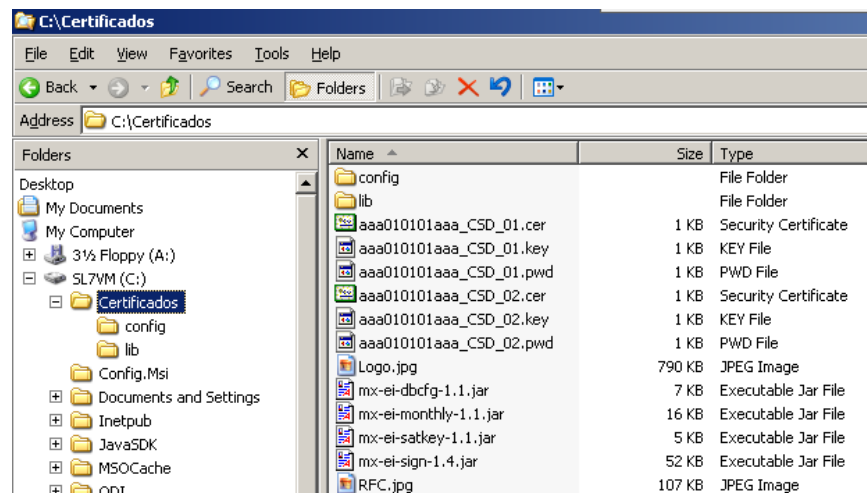 C:\Certificados
File Edit View Favorites Tools Help
Back Search Folders
Address C:\Certificados
Folders
Desktop
My Documents
My Computer
3½ Floppy (A:)
SL7VM (C:)
Certificados
config
lib
Config.Msi
Documents and Settings
Inetpub
JavaSDK
MSOCache
ODI
Name Size Type
config File Folder
lib File Folder
aaa010101aaa_CSD_01.cer 1 KB Security Certificate
aaa010101aaa_CSD_01.key 1 KB KEY File
aaa010101aaa_CSD_01.pwd 1 KB PWD File
aaa010101aaa_CSD_02.cer 1 KB Security Certificate
aaa010101aaa_CSD_02.key 1 KB KEY File
aaa010101aaa_CSD_02.pwd 1 KB PWD File
Logo.jpg 790 KB JPEG Image
mx-ei-dbcfg-1.1.jar 7 KB Executable Jar File
mx-ei-monthly-1.1.jar 16 KB Executable Jar File
mx-ei-satkey-1.1.jar 5 KB Executable Jar File
mx-ei-sign-1.4.jar 52 KB Executable Jar File
RFC.jpg 107 KB JPEG Image